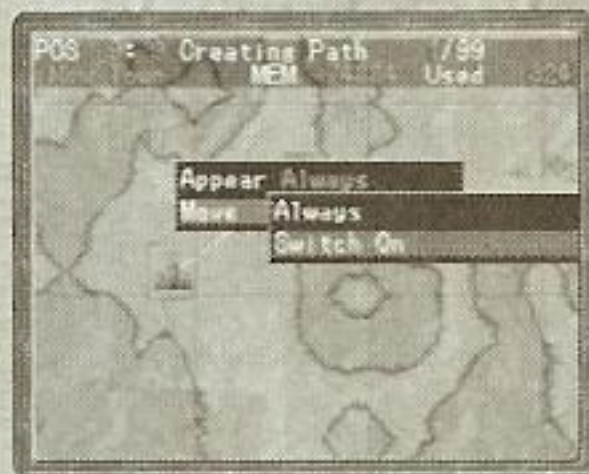 POS : Creating Path /99
MEM Used
Appear Always
Move Always
Switch On